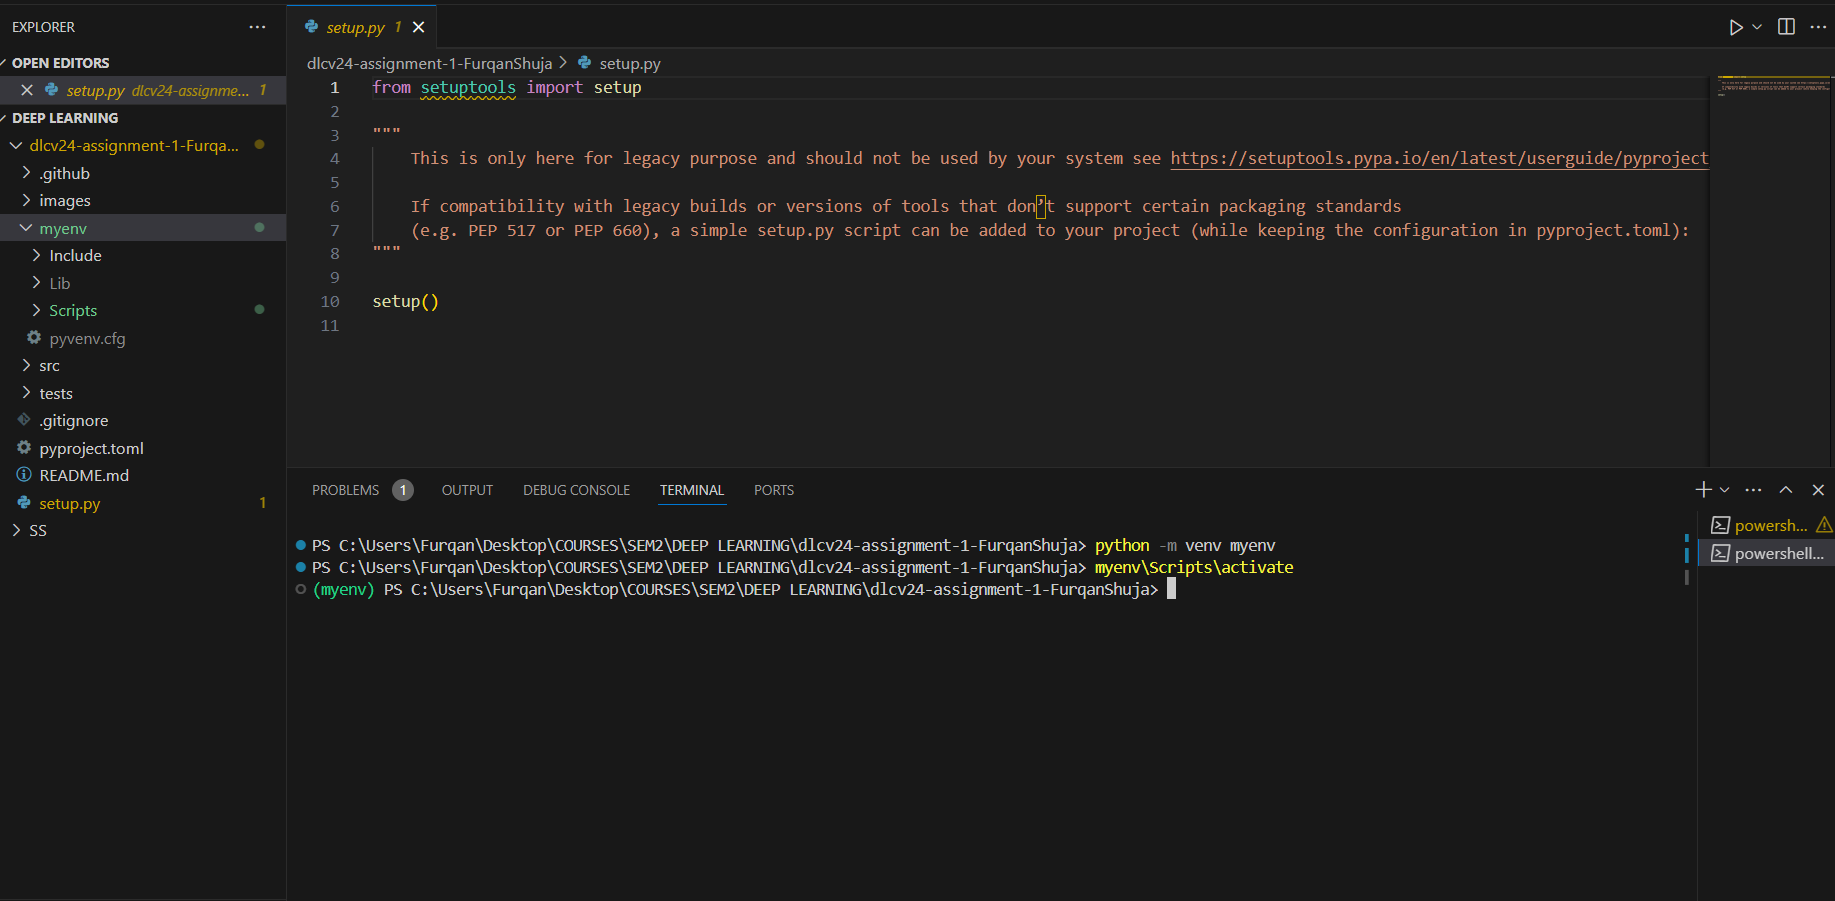 EXPLORER
OPEN EDITORS
setup.py dlcv24-assignme... 1
DEEP LEARNING
dlcv24-assignment-1-Furqa...
.github
images
myenv
Include
Lib
Scripts
pyvenv.cfg
src
tests
.gitignore
pyproject.toml
README.md
setup.py 1
SS
setup.py 1
dlcv24-assignment-1-FurqanShuja > setup.py
1 from setuptools import setup
2
3 """
4 This is only here for legacy purpose and should not be used by your system see https://setuptools.pypa.io/en/latest/userguide/pyproject
5
6 If compatibility with legacy builds or versions of tools that don’t support certain packaging standards
7 (e.g. PEP 517 or PEP 660), a simple setup.py script can be added to your project (while keeping the configuration in pyproject.toml):
8 """
9
10 setup()
11
PROBLEMS 1 OUTPUT DEBUG CONSOLE TERMINAL PORTS
PS C:\Users\Furqan\Desktop\COURSES\SEM2\DEEP LEARNING\dlcv24-assignment-1-FurqanShuja> python -m venv myenv
PS C:\Users\Furqan\Desktop\COURSES\SEM2\DEEP LEARNING\dlcv24-assignment-1-FurqanShuja> myenv\Scripts\activate
(myenv) PS C:\Users\Furqan\Desktop\COURSES\SEM2\DEEP LEARNING\dlcv24-assignment-1-FurqanShuja>
powersh...
powershell...